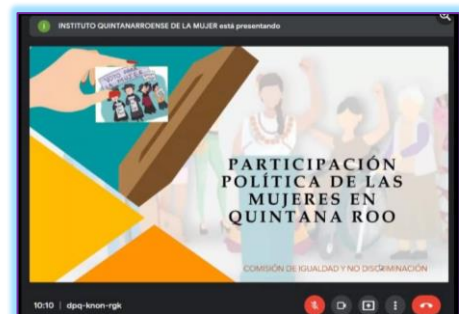 INSTITUTO QUINTANARROENSE DE LA MUJER está presentando
PARTICIPACIÓN
POLÍTICA DE LAS
MUJERES EN
QUINTANA ROO
COMISIÓN DE IGUALDAD Y NO DISCRIMINACIÓN
10:10 | dpq-knon-rgk